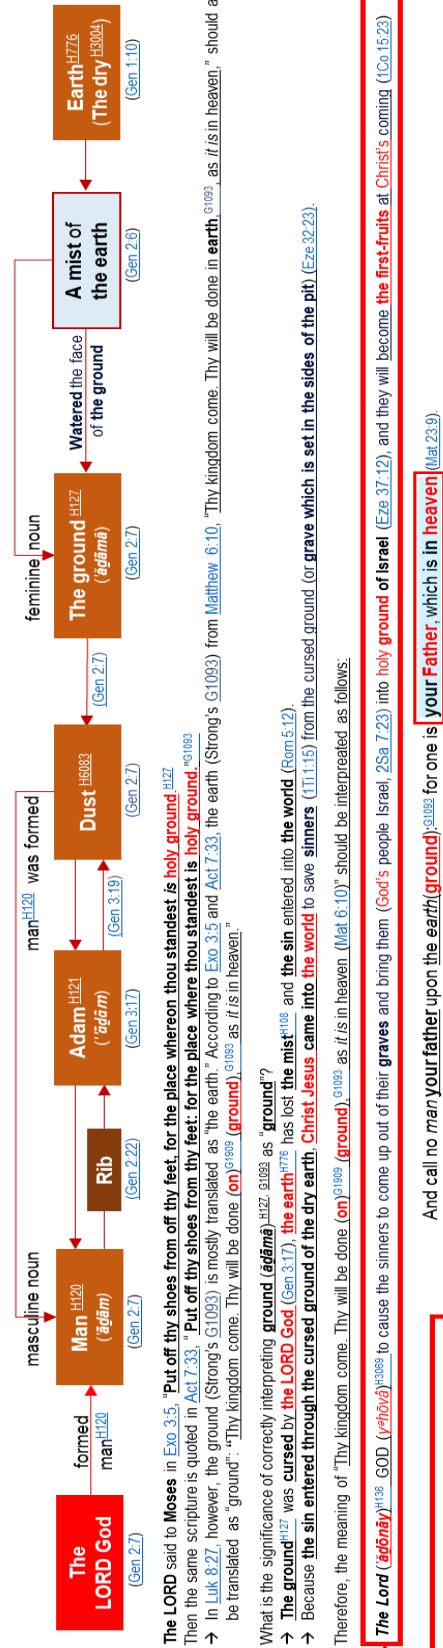 masculine noun
man H120 was formed
feminine noun
The LORD God
formed man H120
Man H120 ('ādām)
Rib
Adam H121 ('ādām)
Dust H6083
The ground H127 ('ădāmâ)
Watered the face of the ground
A mist of the earth
Earth H776 (The dry H3004)
(Gen 2:7)
(Gen 2:7)
(Gen 2:22)
(Gen 3:17)
(Gen 3:19)
(Gen 2:7)
(Gen 2:7)
(Gen 2:7)
(Gen 2:6)
(Gen 1:10)
The LORD said to Moses in Exo 3:5, "Put off thy shoes from off thy feet, for the place whereon thou standest is holy ground. H127
Then the same scripture is quoted in Act 7:33, " Put off thy shoes from thy feet: for the place where thou standest is holy ground." G1093
→ In Luk 8:27, however, the ground (Strong's G1093) is mostly translated as "the earth." According to Exo 3:5 and Act 7:33, the earth (Strong's G1093) from Matthew 6:10, "Thy kingdom come. Thy will be done in earth, G1093, as it is in heaven," should a
be translated as "ground": "Thy kingdom come. Thy will be done (on) G1909 (ground), G1093 as it is in heaven."
What is the significance of correctly interpreting ground (ădāmâ) H127, G1093 as "ground"?
→ The ground H127 was cursed by the LORD God (Gen 3:17), the earth H776 has lost the mist H108 and the sin entered into the world (Rom 5:12).
→ Because the sin entered through the cursed ground of the dry earth, Christ Jesus came into the world to save sinners (1Ti 1:15) from the cursed ground (or grave which is set in the sides of the pit) (Eze 32:23).
Therefore, the meaning of "Thy kingdom come. Thy will be done (on) G1909 (ground), G1093 as it is in heaven (Mat 6:10)" should be interpreated as follows:
The Lord ('ădōnāy) H136 GOD (yᵉhōvâ) H3069 to cause the sinners to come up out of their graves and bring them (God's people Israel, 2Sa 7:23) into holy ground of Israel (Eze 37:12), and they will become the first-fruits at Christ's coming (1Co 15:23)
And call no man your father upon the earth(ground): G1093 for one is your Father, which is in heaven (Mat 23:9).